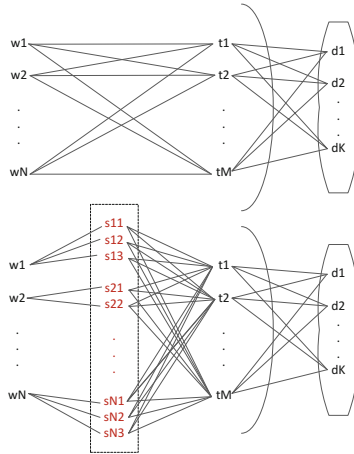 w1 t1 d1
w2 t2 d2
. . .
. . .
. . .
wN tM dK
s11
s12
w1 s13 t1 d1
s21
w2 s22 t2 d2
. . . .
. . . .
. . . .
dK
wN sN1 tM
sN2
sN3